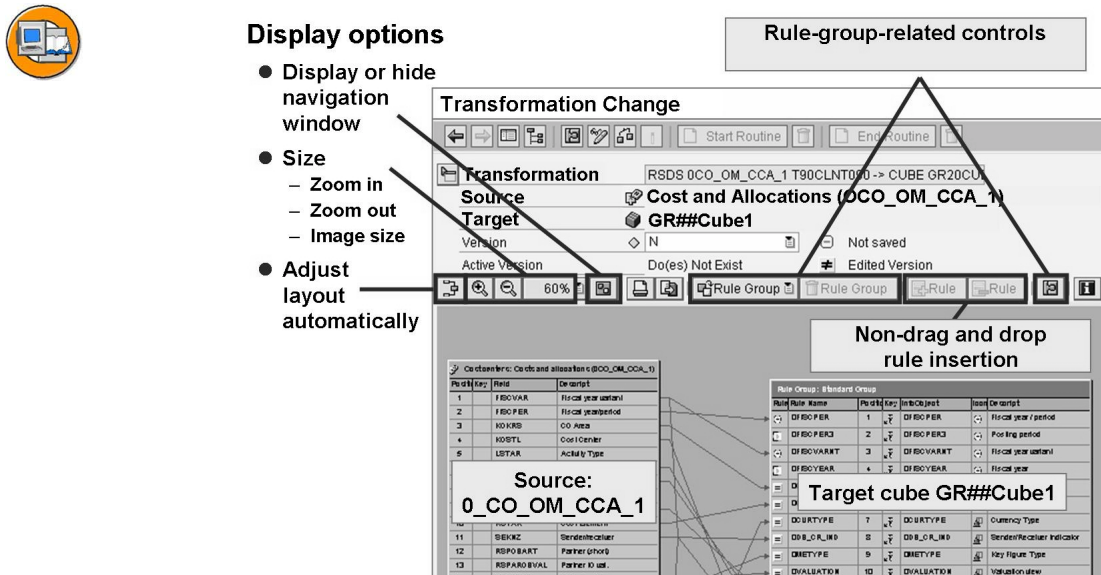 Display options
Display or hide
navigation
window
Size
– Zoom in
– Zoom out
– Image size
Adjust
layout
automatically
Rule-group-related controls
Transformation Change
Start Routine
End Routine
Transformation RSDS 0CO_OM_CCA_1 T90CLNT090 -> CUBE GR20CU
Source Cost and Allocations (0CO_OM_CCA_1)
Target GR##Cube1
Version N Not saved
Active Version Do(es) Not Exist Edited Version
60% Rule Group Rule Group Rule Rule
Non-drag and drop
rule insertion
Costcenters: Costs and allocations (0CO_OM_CCA_1)
Positi Key Field Descript
1 FISCVAR Fiscal year variant
2 FISCPER Fiscal year/period
3 KOKRS CO Area
4 KOSTL Cost Center
5 LSTAR Activity Type
Source:
0_CO_OM_CCA_1
11 BEKNZ Sender/receiver
12 RSPOBART Partner (short)
13 RSPAROBVAL Partner ID val.
Rule Group: Standard Group
Rule Rule Name Positi Key InfoObject Icon Descript
0FISCPER 1 0FISCPER Fiscal year / period
0FISCPER3 2 0FISCPER3 Posting period
0FISCVARNT 3 0FISCVARNT Fiscal year variant
0FISCYEAR 4 0FISCYEAR Fiscal year
Target cube GR##Cube1
0CURTYPE 7 0CURTYPE Currency Type
0DB_CR_IND 8 0DB_CR_IND Sender/Receiver Indicator
0METYPE 9 0METYPE Key Figure Type
0VALUATION 10 0VALUATION Valuation view